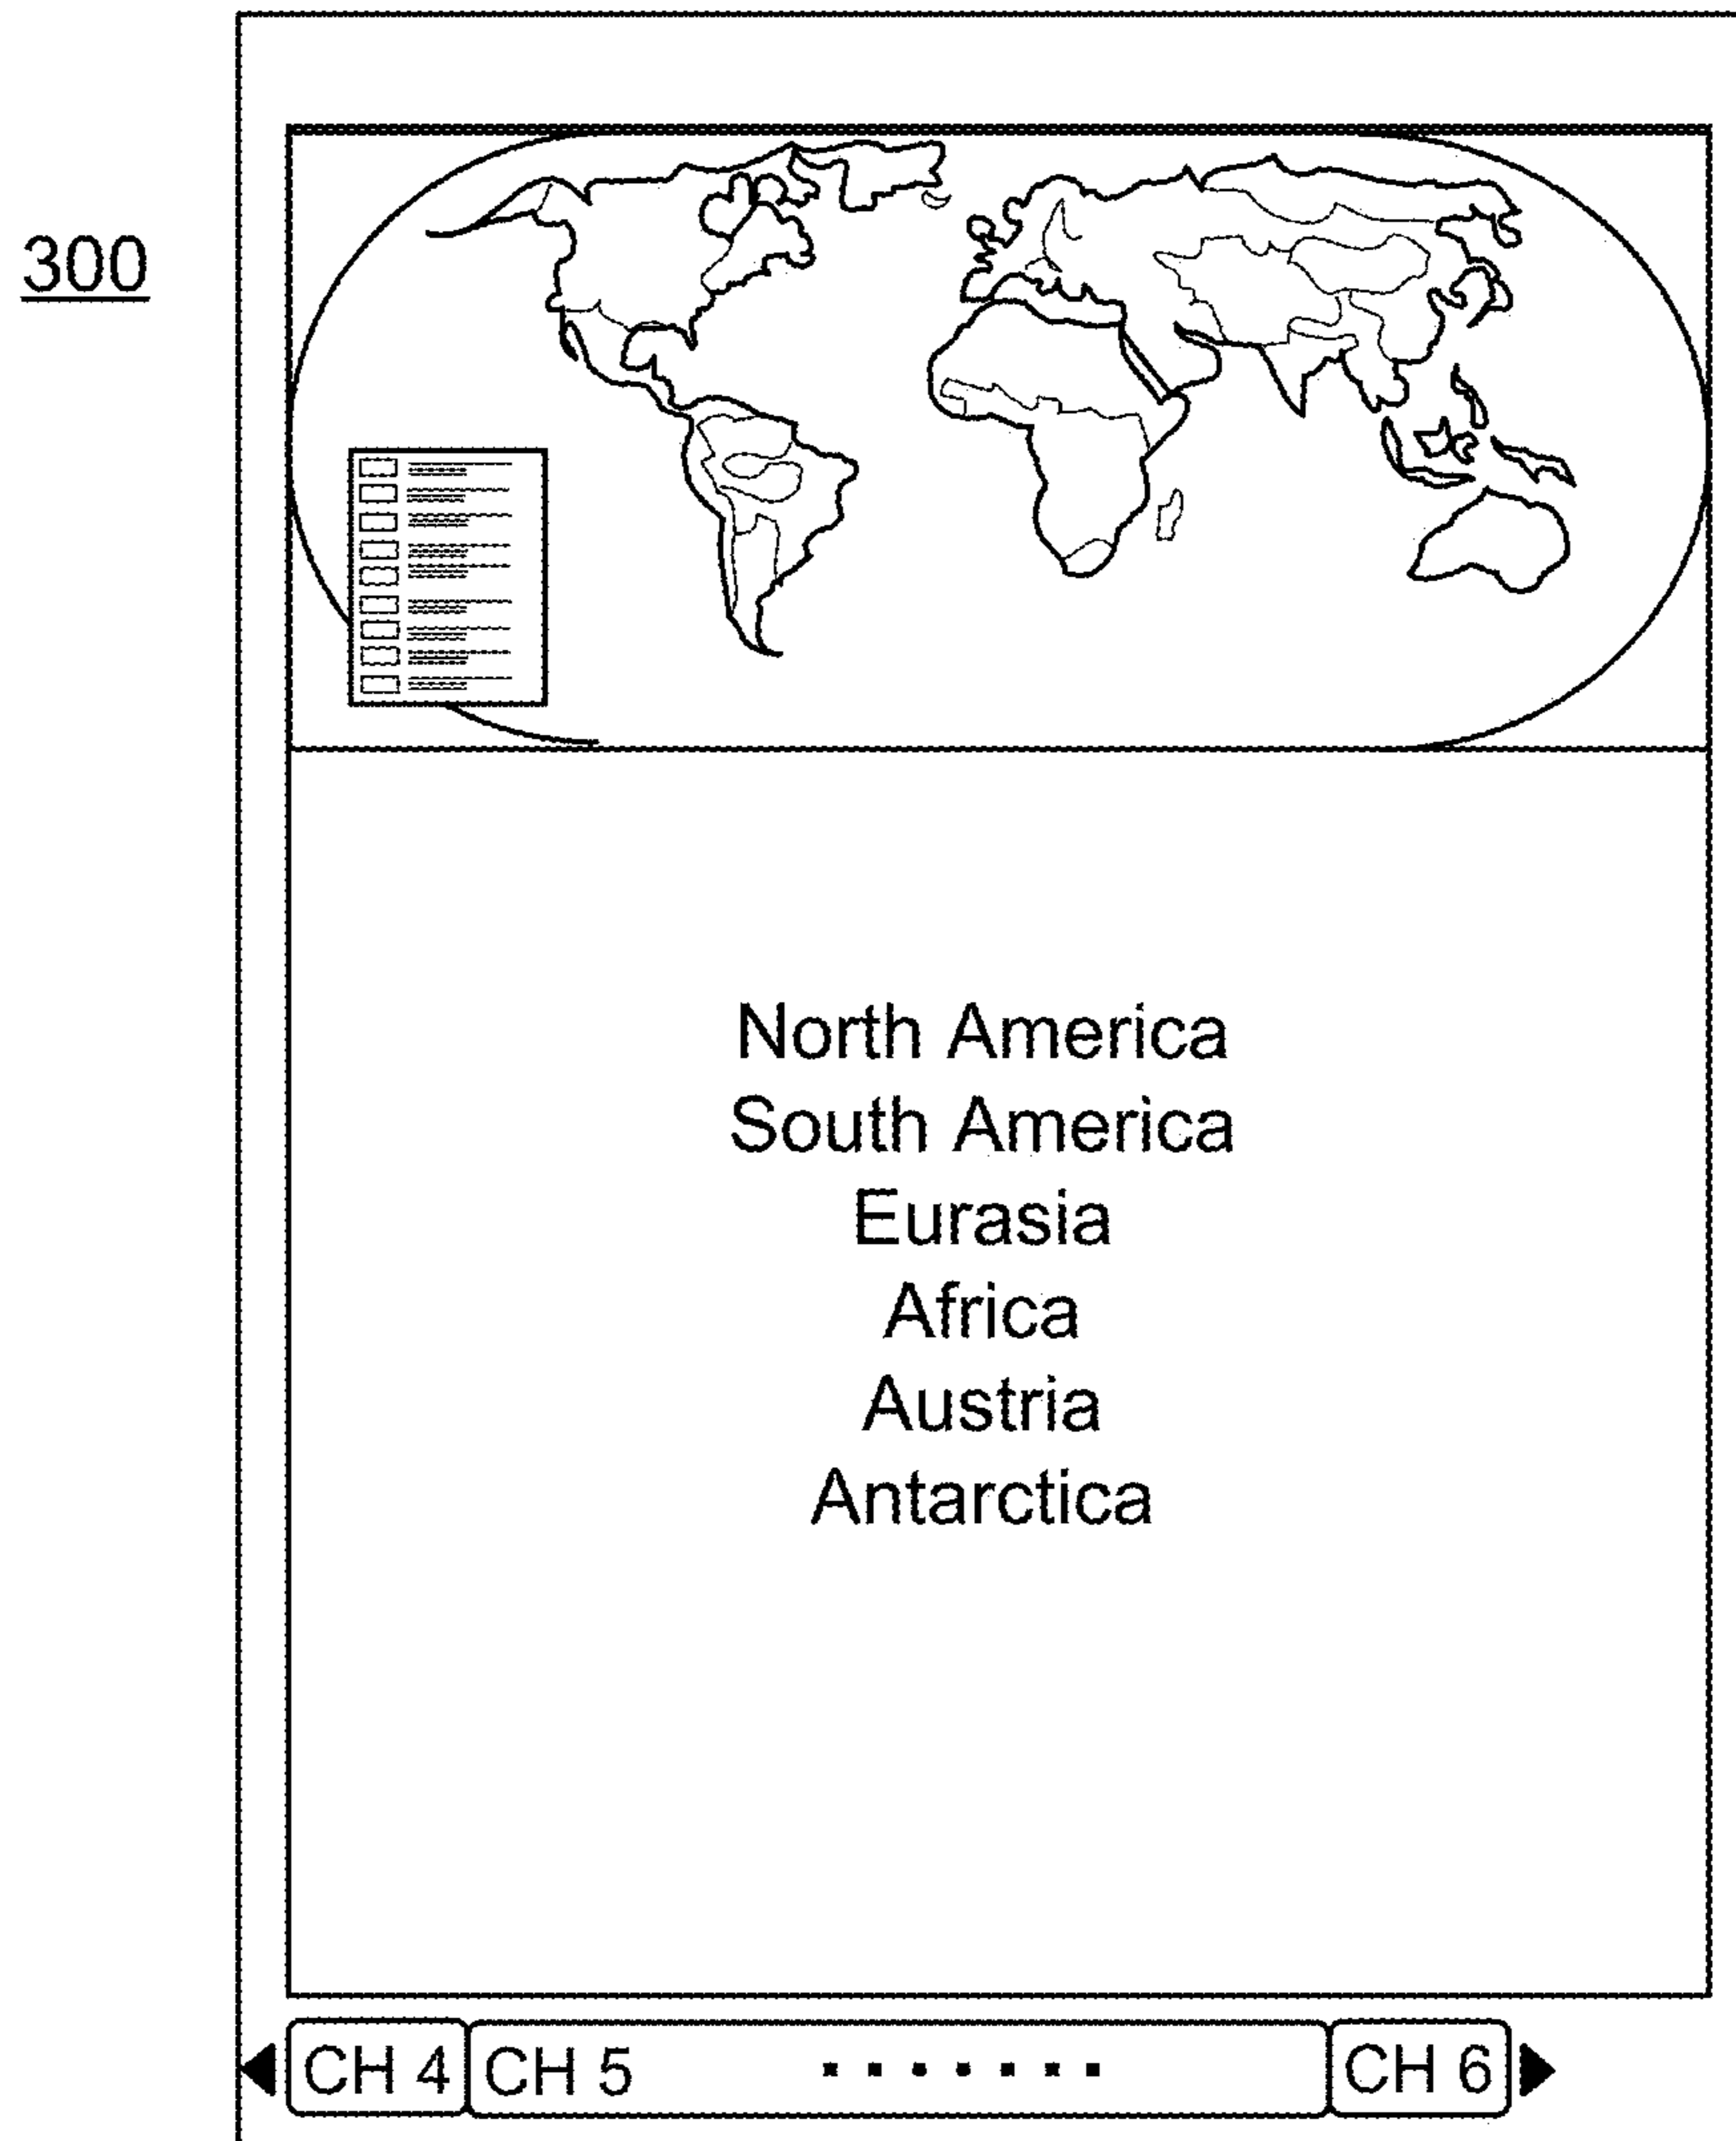 300
North America
South America
Eurasia
Africa
Austria
Antarctica
CH 4 CH 5 ....... CH 6